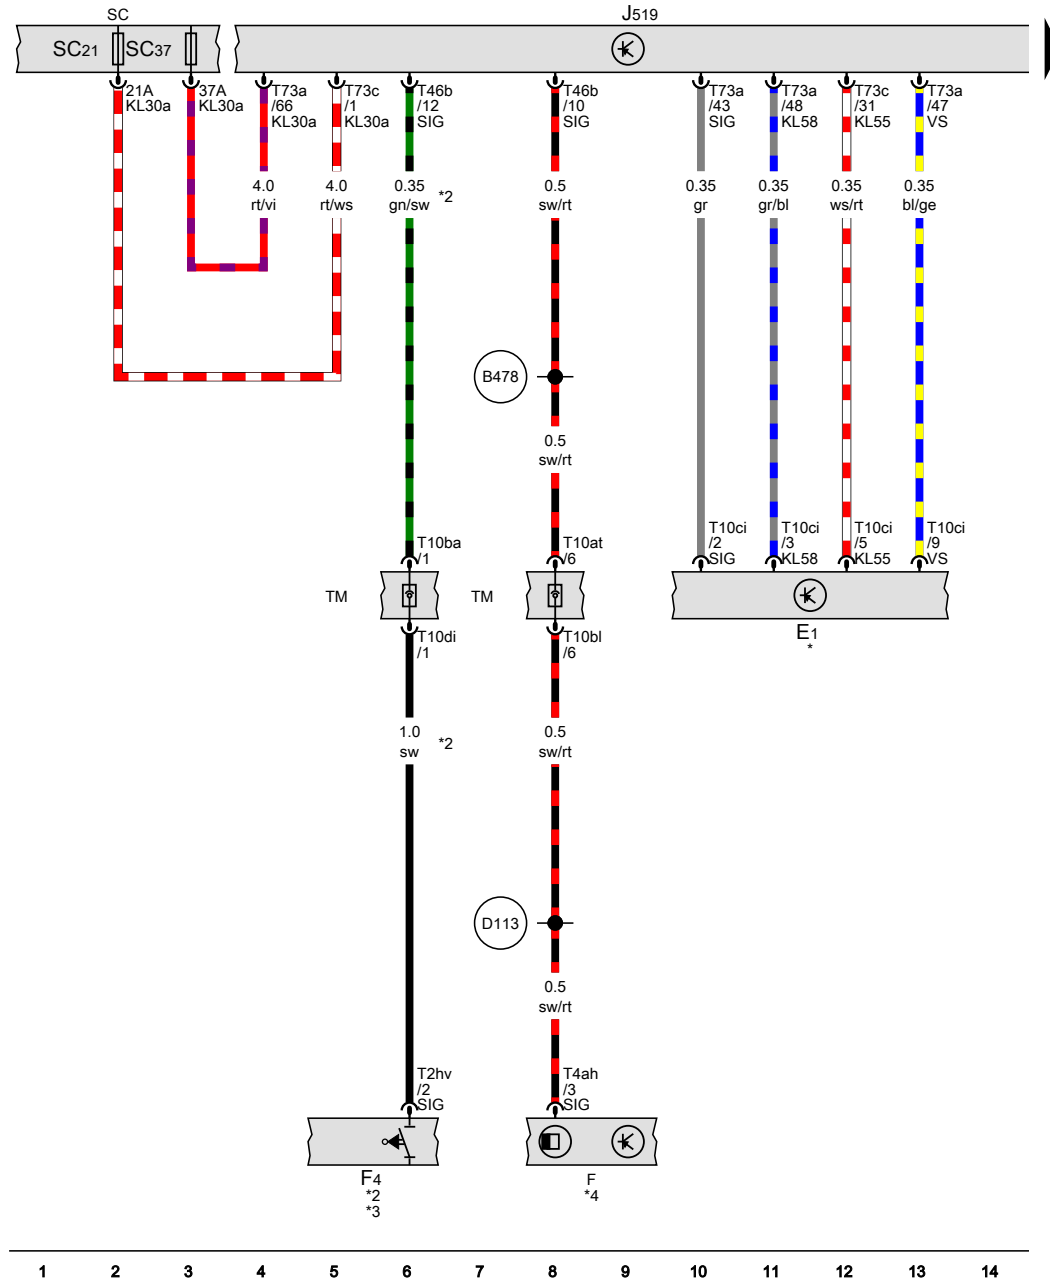 SC
J519
SC21
SC37
21A
KL30a
37A
KL30a
T73a
/66
KL30a
T73c
/1
KL30a
T46b
/12
SIG
T46b
/10
SIG
T73a
/43
SIG
T73a
/48
KL58
T73c
/31
KL55
T73a
/47
VS
4.0
rt/vi
4.0
rt/ws
0.35
gn/sw
*2
0.5
sw/rt
0.35
gr
0.35
gr/bl
0.35
ws/rt
0.35
bl/ge
B478
0.5
sw/rt
T10ba
/1
T10at
/6
T10ci
/2
SIG
T10ci
/3
KL58
T10ci
/5
KL55
T10ci
/9
VS
TM
TM
E1
*
T10di
/1
T10bl
/6
1.0
sw
*2
0.5
sw/rt
D113
0.5
sw/rt
T2hv
/2
SIG
T4ah
/3
SIG
F4
*2
*3
F
*4
1 2 3 4 5 6 7 8 9 10 11 12 13 14